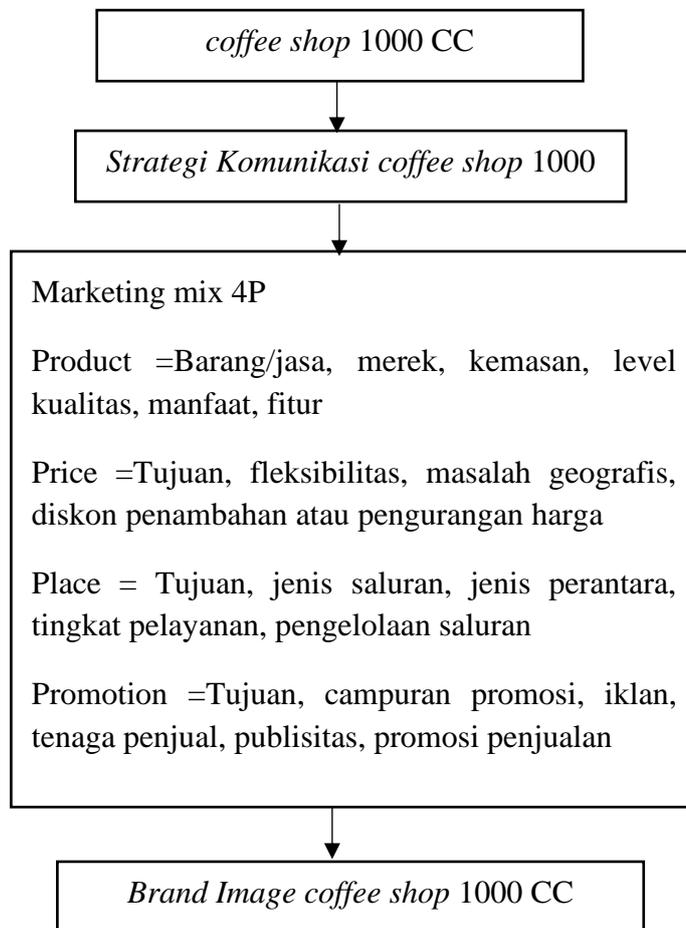 coffee shop 1000 CC
Strategi Komunikasi coffee shop 1000
Marketing mix 4P
Product =Barang/jasa, merek, kemasan, level
kualitas, manfaat, fitur
Price =Tujuan, fleksibilitas, masalah geografis,
diskon penambahan atau pengurangan harga
Place = Tujuan, jenis saluran, jenis perantara,
tingkat pelayanan, pengelolaan saluran
Promotion =Tujuan, campuran promosi, iklan,
tenaga penjual, publisitas, promosi penjualan
Brand Image coffee shop 1000 CC